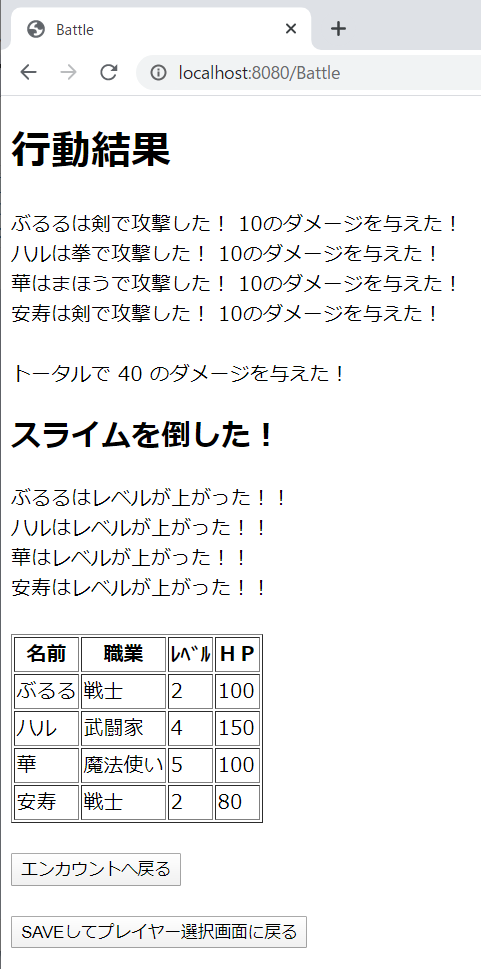 Battle
localhost:8080/Battle
行動結果
ぶるるは剣で攻撃した！ 10のダメージを与えた！
ハルは拳で攻撃した！ 10のダメージを与えた！
華はまほうで攻撃した！ 10のダメージを与えた！
安寿は剣で攻撃した！ 10のダメージを与えた！
トータルで 40 のダメージを与えた！
スライムを倒した！
ぶるるはレベルが上がった！！
ハルはレベルが上がった！！
華はレベルが上がった！！
安寿はレベルが上がった！！
名前 職業 ﾚﾍﾞﾙ ＨＰ
ぶるる 戦士 2 100
ハル 武闘家 4 150
華 魔法使い 5 100
安寿 戦士 2 80
エンカウントへ戻る
SAVEしてプレイヤー選択画面に戻る